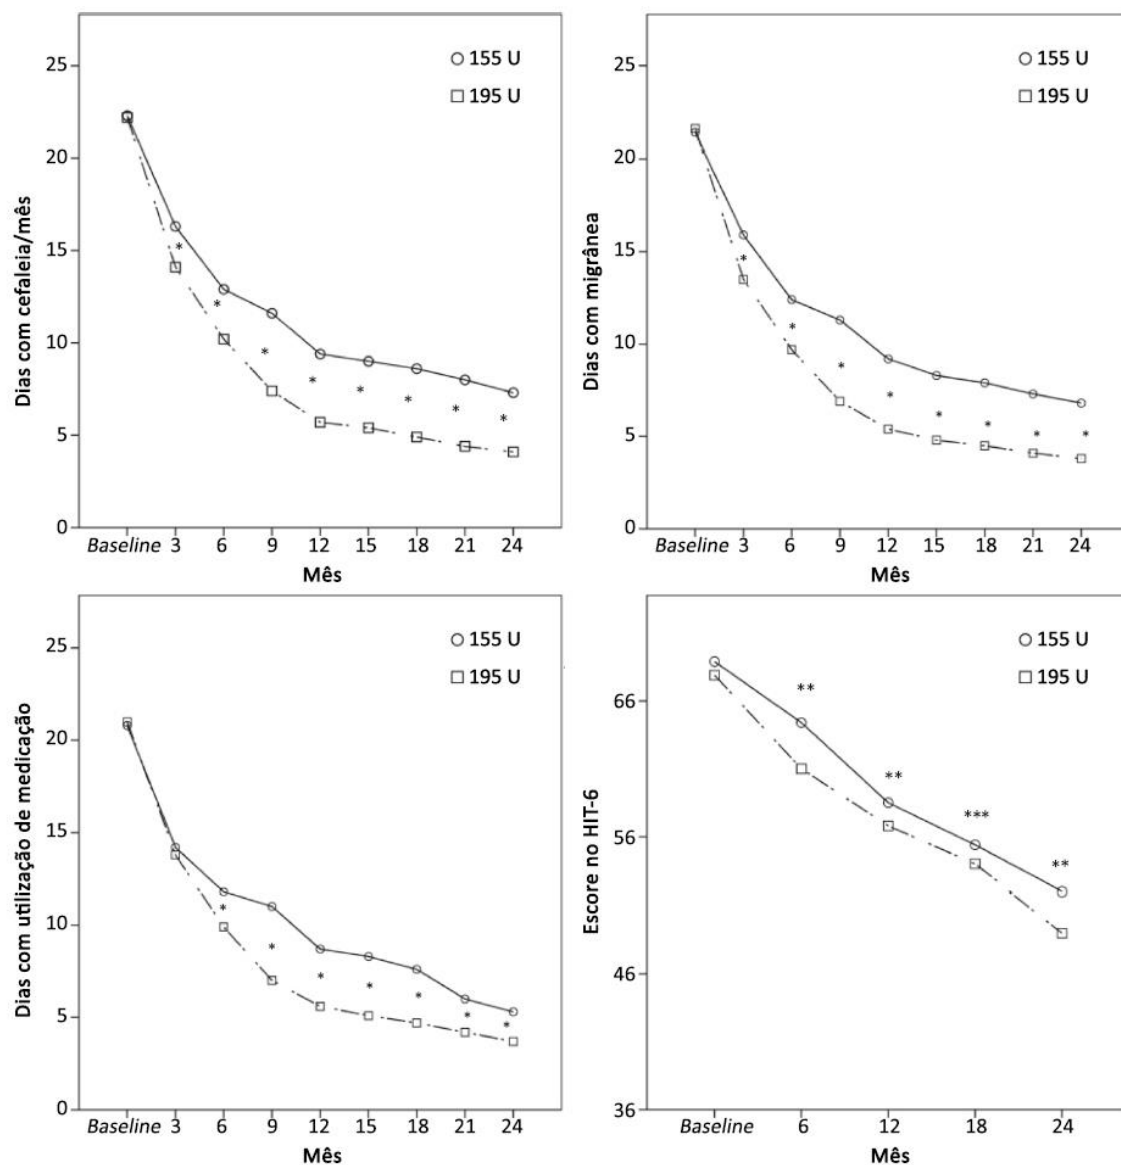 Dias com cefaleia/mês
25
20
15
10
5
0
155 U
195 U
*
*
*
*
*
*
*
*
Baseline 3 6 9 12 15 18 21 24
Mês
Dias com migrânea
25
20
15
10
5
0
155 U
195 U
*
*
*
*
*
*
*
*
Baseline 3 6 9 12 15 18 21 24
Mês
Dias com utilização de medicação
25
20
15
10
5
0
155 U
195 U
*
*
*
*
*
*
*
Baseline 3 6 9 12 15 18 21 24
Mês
Escore no HIT-6
66
56
46
36
155 U
195 U
**
**
***
**
Baseline 6 12 18 24
Mês